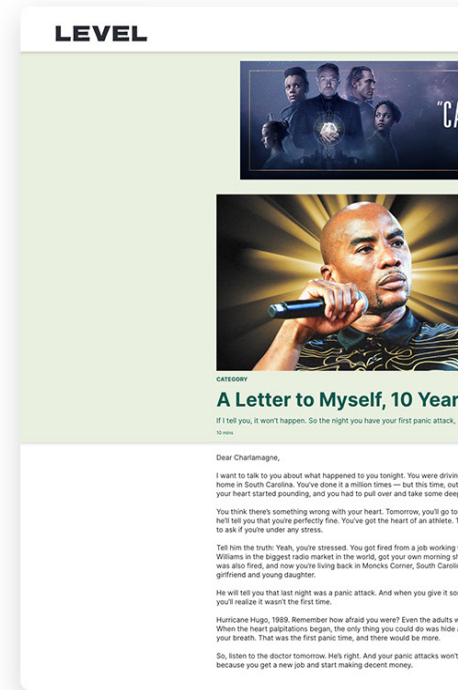 LEVEL
"CA
CATEGORY
A Letter to Myself, 10 Year
If I tell you, it won't happen. So the night you have your first panic attack,
10 mins
Dear Charlamagne,
I want to talk to you about what happened to you tonight. You were drivin
home in South Carolina. You've done it a million times — but this time, out
your heart started pounding, and you had to pull over and take some deep
You think there's something wrong with your heart. Tomorrow, you'll go to
he'll tell you that you're perfectly fine. You've got the heart of an athlete. T
to ask if you're under any stress.
Tell him the truth: Yeah, you're stressed. You got fired from a job working
Williams in the biggest radio market in the world, got your own morning sh
was also fired, and now you're living back in Moncks Corner, South Caroli
girlfriend and young daughter.
He will tell you that last night was a panic attack. And when you give it so
you'll realize it wasn't the first time.
Hurricane Hugo, 1989. Remember how afraid you were? Even the adults w
When the heart palpitations began, the only thing you could do was hide
your breath. That was the first panic time, and there would be more.
So, listen to the doctor tomorrow. He's right. And your panic attacks won't
because you get a new job and start making decent money.